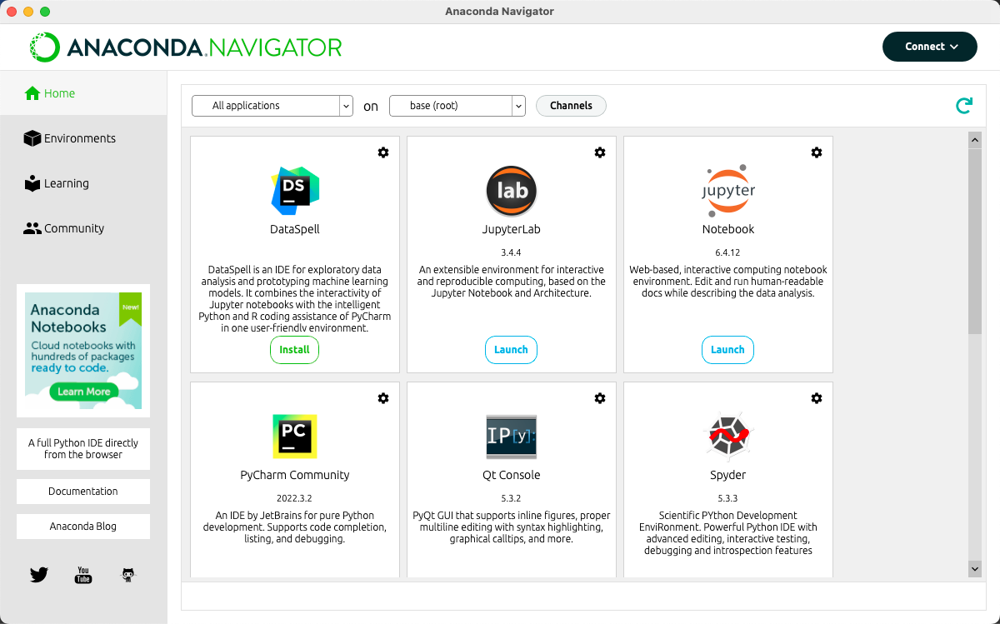 Anaconda Navigator
ANACONDA.NAVIGATOR
Connect
Home
Environments
Learning
Community
Anaconda
Notebooks
New!
Cloud notebooks with
hundreds of packages
ready to code.
Learn More
A full Python IDE directly
from the browser
Documentation
Anaconda Blog
You
Tube
All applications
on
base (root)
Channels
DS
DataSpell
DataSpell is an IDE for exploratory data
analysis and prototyping machine learning
models. It combines the interactivity of
Jupyter notebooks with the intelligent
Python and R coding assistance of PyCharm
in one user-friendly environment.
Install
lab
JupyterLab
3.4.4
An extensible environment for interactive
and reproducible computing, based on the
Jupyter Notebook and Architecture.
Launch
jupyter
Notebook
6.4.12
Web-based, interactive computing notebook
environment. Edit and run human-readable
docs while describing the data analysis.
Launch
PC
PyCharm Community
2022.3.2
An IDE by JetBrains for pure Python
development. Supports code completion,
listing, and debugging.
IP[y]:
Qt Console
5.3.2
PyQt GUI that supports inline figures, proper
multiline editing with syntax highlighting,
graphical calltips, and more.
Spyder
5.3.3
Scientific PYthon Development
EnviRonment. Powerful Python IDE with
advanced editing, interactive testing,
debugging and introspection features